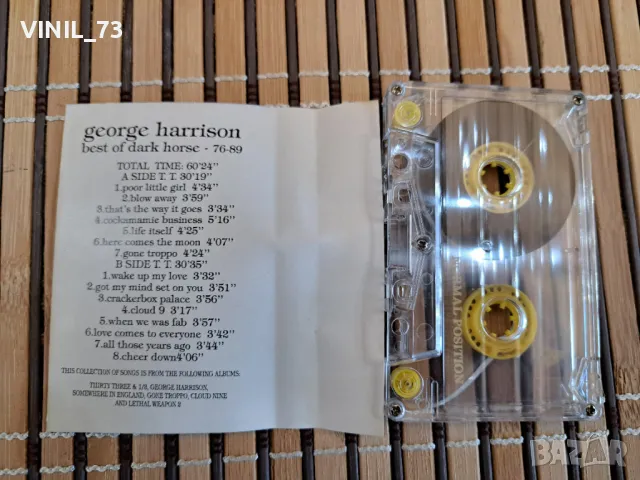 VINIL_73
george harrison
best of dark horse - 76-89
TOTAL TIME: 60'24"
A SIDE T. T. 30'19"
1.poor little girl 4'34"
2.blow away 3'59"
3.that's the way it goes 3'34"
4.cockamamie business 5'16"
5.life itself 4'25"
6.here comes the moon 4'07"
7.gone troppo 4'24"
B SIDE T. T. 30'35"
1.wake up my love 3'32"
2.got my mind set on you 3'51"
3.crackerbox palace 3'56"
4.cloud 9 3'17"
5.when we was fab 3'57"
6.love comes to everyone 3'42"
7.all those years ago 3'44"
8.cheer down4'06"
THIS COLLECTION OF SONGS IS FROM THE FOLLOWING ALBUMS:
THIRTY THREE & 1/3, GEORGE HARRISON,
SOMEWHERE IN ENGLAND, GONE TROPPO, CLOUD NINE
AND LETHAL WEAPON 2
NORMAL POSITION
BAZAR
bg